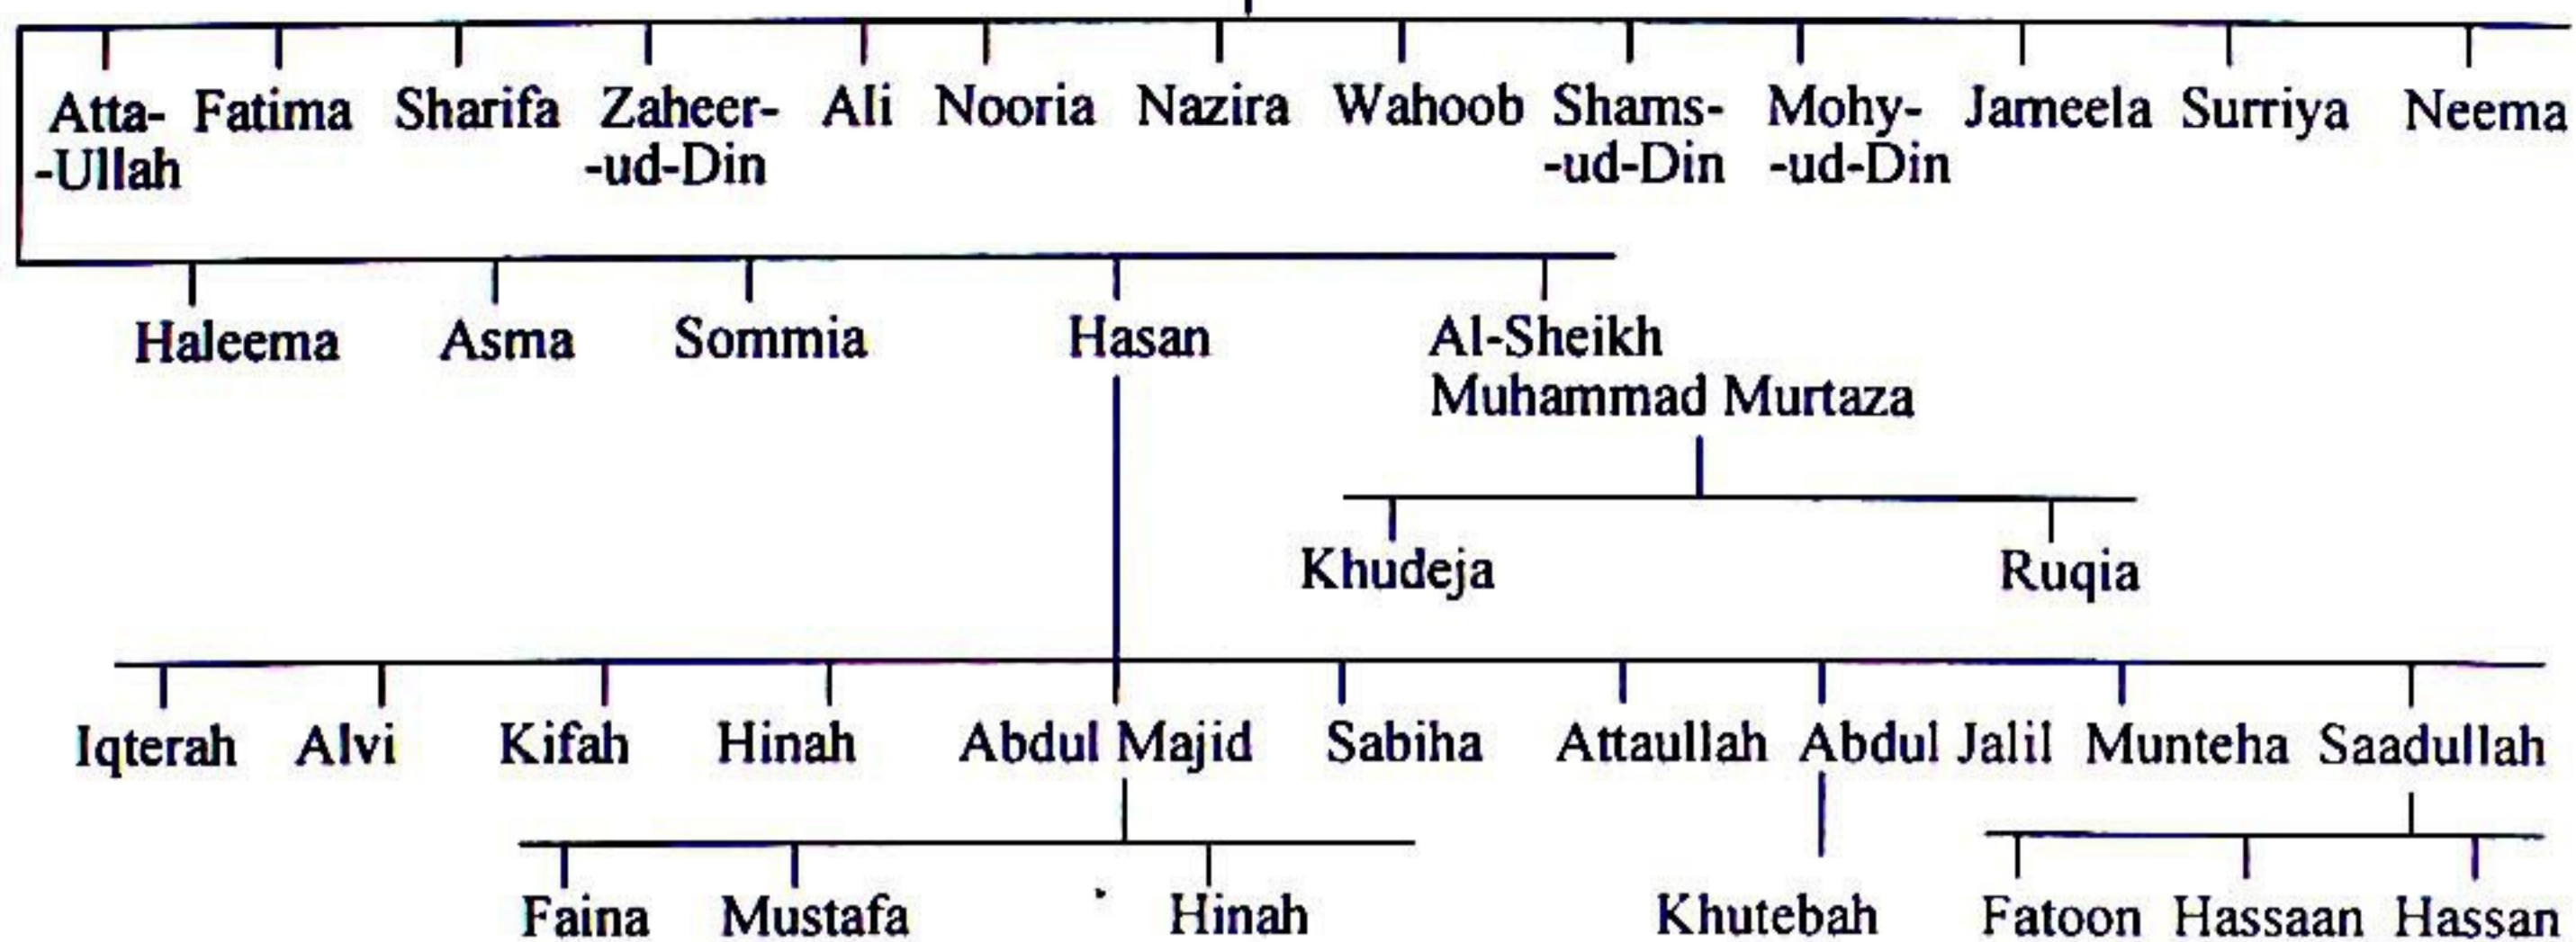 Atta- Fatima Sharifa Zaheer- Ali Nooria Nazira Wahoob Shams- Mohy- Jameela Surriya Neema
-Ullah -ud-Din -ud-Din -ud-Din
Haleema Asma Sommia Hasan Al-Sheikh
Muhammad Murtaza
Khudeja Ruqia
Iqterah Alvi Kifah Hinah Abdul Majid Sabiha Attaullah Abdul Jalil Munteha Saadullah
Faina Mustafa Hinah Khutebah Fatoon Hassaan Hassan